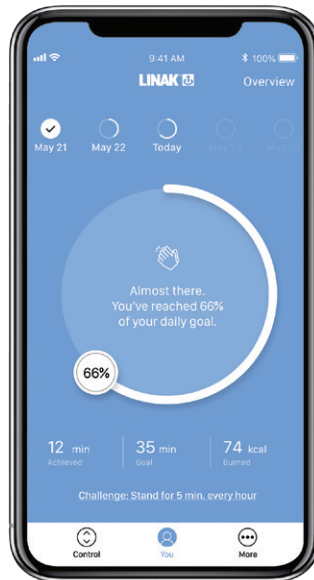 9:41 AM
100%
LINAK
Overview
May 21
May 22
Today
May 24
Almost there.
You've reached 66%
of your daily goal.
66%
12 min
Achieved
35 min
Goal
74 kcal
Burned
Challenge: Stand for 5 min. every hour
Control
You
More